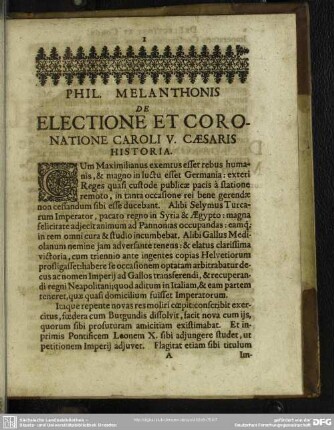 1
PHIL. MELANTHONIS
DE
ELECTIONE ET CORO-
NATIONE CAROLI V. CÆSARIS
HISTORIA.
CUm Maximilianus exemtus esset rebus huma-
nis, & magno in luctu esset Germania: exteri
Reges quasi custode publicæ pacis à statione
remoto, in tanta occasione rei bene gerendæ
non cessandum sibi esse ducebant. Alibi Selymus Turca-
rum Imperator, pacato regno in Syria & Ægypto: magna
felicitate adjecit animum ad Pannonias occupandas: eamq;
in rem omni cura & studio incumbebat. Alibi Gallus Medi-
olanum nemine jam adversante tenens: & elatus clarissima
victoria, cum triennio ante ingentes copias Helvetiorum
profligasset: habere se occasionem optatam arbitrabatur de-
cus ac nomen Imperij ad Gallos transferendi, & recuperan-
di regni Neapolitani; quod aditum in Italiam, & eam partem
teneret, quæ quasi domicilium fuisset Imperatorum.
Itaque repente novas res moliri cœpit: conscribit exer-
citus, fœdera cum Burgundis dissolvit, facit nova cum ijs,
quorum sibi profuturam amicitiam existimabat. Et in-
primis Pontificem Leonem X. sibi adjungere studet, ut
petitionem Imperij adjuvet. Flagitat etiam sibi titulum
A Im-